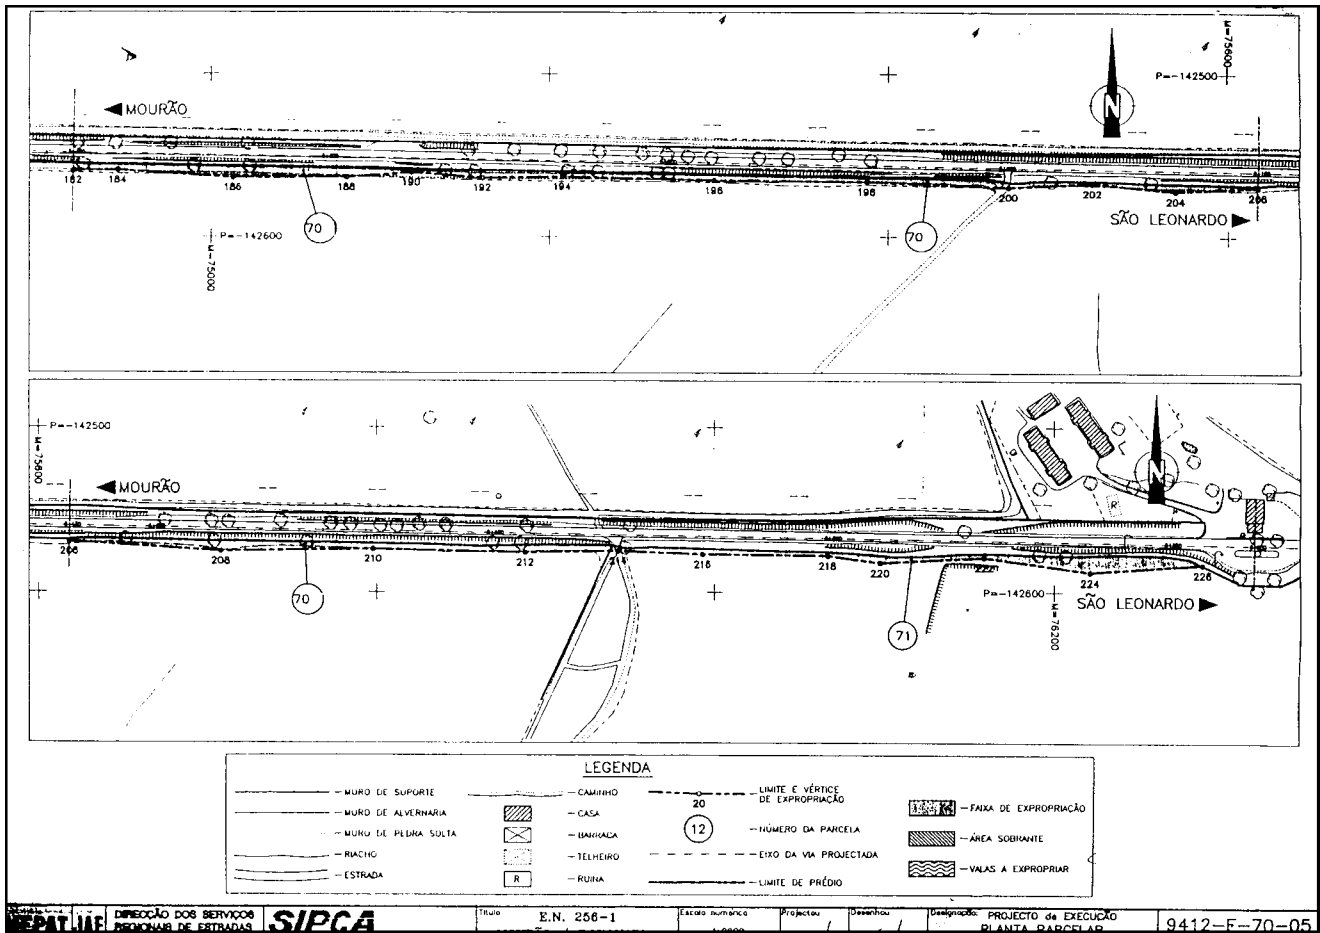 M=75600
P=-142500
MOURÃO
N
182 184 186 188 190 192 194 196 196 200 202 204 206
70
70
SÃO LEONARDO
P=-142600
M=75000
P=-142500
M=75600
MOURÃO
N
R
206 208 210 212 214 216 218 220 222 224 226
70
71
P=-142600
M=76200
SÃO LEONARDO
LEGENDA
MURO DE SUPORTE
MURO DE ALVENARIA
MURO DE PEDRA SOLTA
RIACHO
ESTRADA
CAMINHO
CASA
BARRACA
TELHEIRO
R RUINA
20 LIMITE E VÉRTICE
DE EXPROPRIAÇÃO
12 NÚMERO DA PARCELA
EIXO DA VIA PROJECTADA
LIMITE DE PRÉDIO
FAIXA DE EXPROPRIAÇÃO
ÁREA SOBRANTE
VALAS A EXPROPRIAR
MEPAT JAE
DIRECÇÃO DOS SERVIÇOS
REGIONAIS DE ESTRADAS
SIPCA
Título
E.N. 256-1
Escala numérica
Projectou
Desenhou
Designação: PROJECTO de EXECUÇÃO
PLANTA PARCELAR
9412-E-70-05